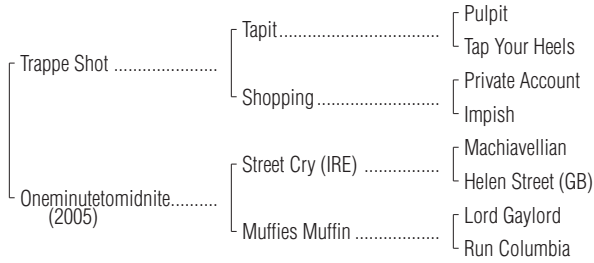 Pulpit
Tapit
Tap Your Heels
Trappe Shot
Private Account
Shopping
Impish
Machiavellian
Street Cry (IRE)
Helen Street (GB)
Oneminutetomidnite
(2005)
Lord Gaylord
Muffies Muffin
Run Columbia